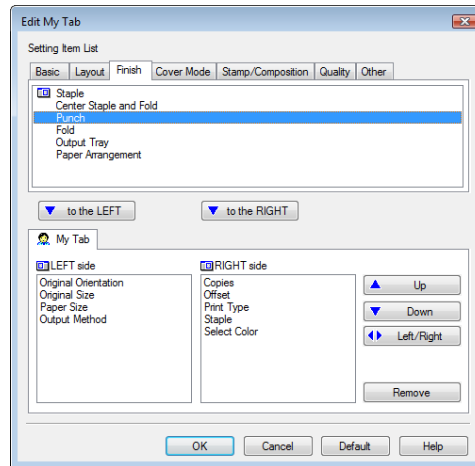 Edit My Tab
Setting Item List
Basic Layout Finish Cover Mode Stamp/Composition Quality Other
Staple
Center Staple and Fold
Punch
Fold
Output Tray
Paper Arrangement
to the LEFT to the RIGHT
My Tab
LEFT side
Original Orientation
Original Size
Paper Size
Output Method
RIGHT side
Copies
Offset
Print Type
Staple
Select Color
Up
Down
Left/Right
Remove
OK Cancel Default Help